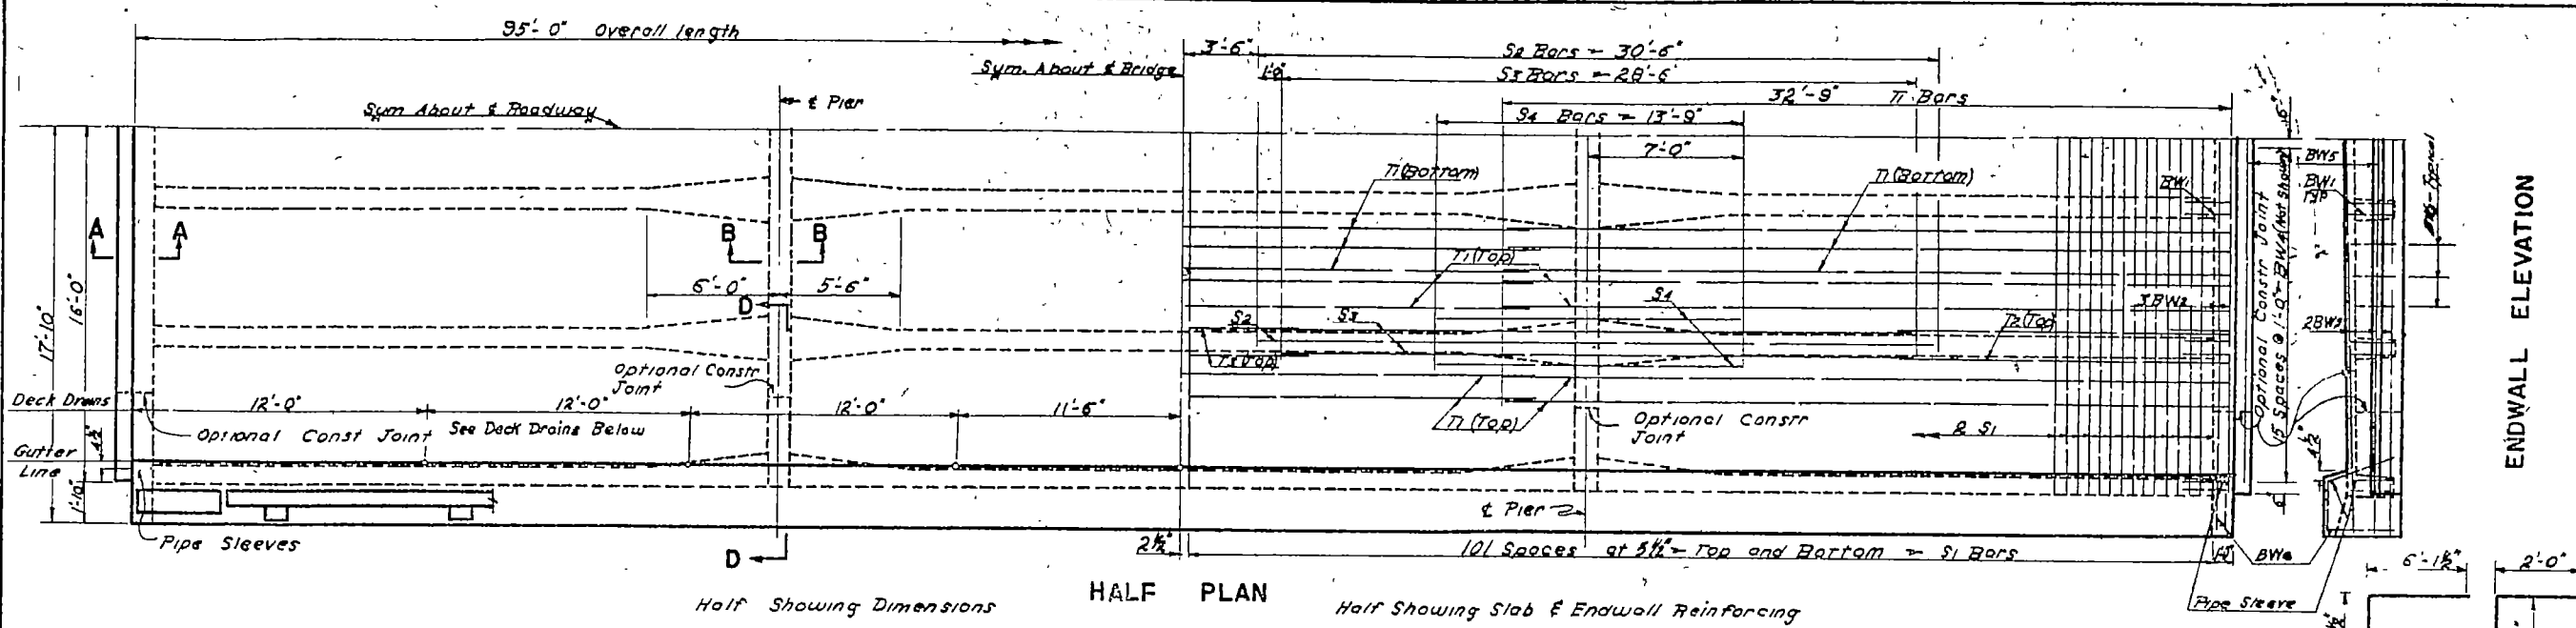 95'-0" Overall length
3'-6"
S2 Bars - 30'-6"
Sym. About ℄ Bridge
1'-0"
S3 Bars - 28'-6"
℄ Pier
32'-9" T1 Bars
Sym About ℄ Roadway
S4 Bars - 13'-9"
7'-0"
T1 (Bottom)
T1 (Bottom)
BW1
BW5
BW1
Typ
A
A
B
B
T1 (Top)
6'-0"
5'-6"
D
S4
3 BW2
S2
S3
T2 (Top)
17'-10"
16'-0"
Optional Constr
Joint
Optional Constr Joint
15 Spaces @ 1'-0" - BW4 (Not Shown)
ENDWALL ELEVATION
Deck Drains
12'-0"
12'-0"
12'-0"
11'-6"
Optional Const Joint
See Deck Drains Below
T1 (Top)
Optional Constr
Joint
2 S1
Gutter
Line
1'-10"
℄ Pier
Pipe Sleeves
D
2½"
101 Spaces at 5½" - Top and Bottom - S1 Bars
6'-1½"
2'-0"
HALF PLAN
Half Showing Dimensions
Half Showing Slab & Endwall Reinforcing
Pipe Sleeve